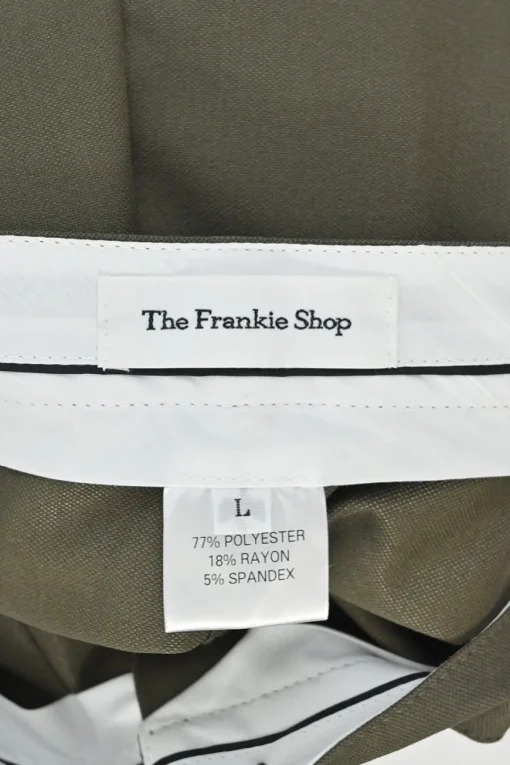 The Frankie Shop
L
77% POLYESTER
18% RAYON
5% SPANDEX